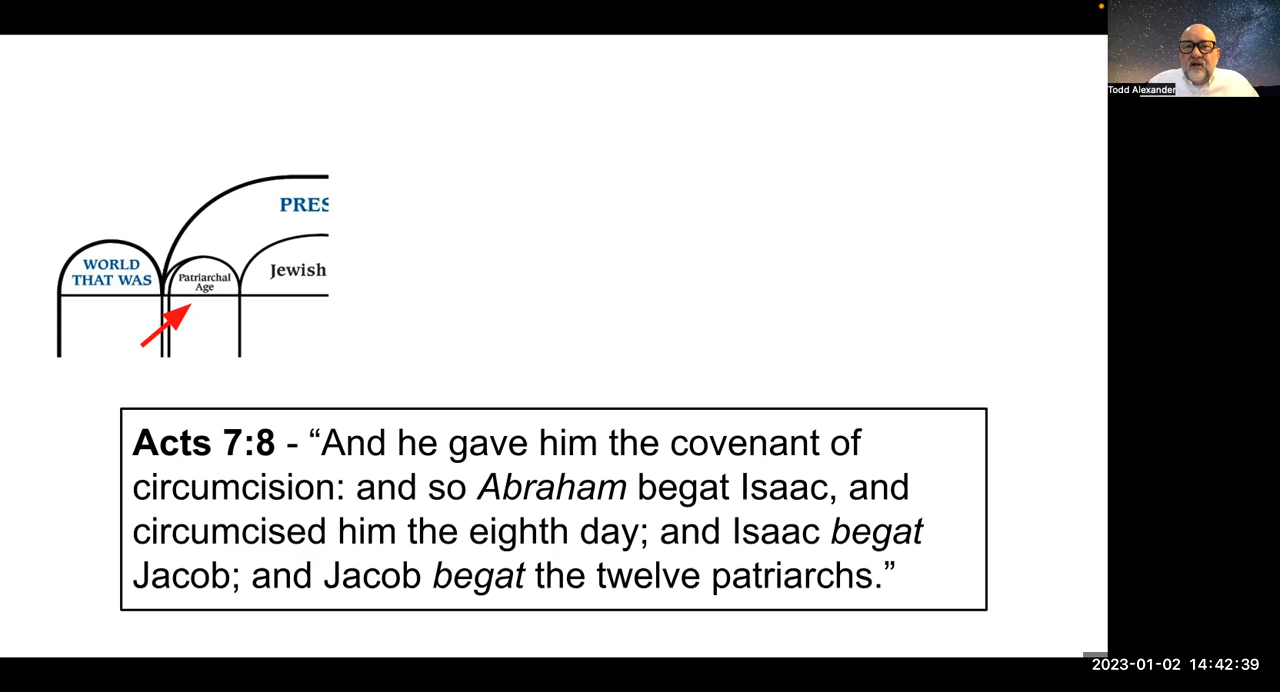 Todd Alexander
PRES
WORLD
THAT WAS
Patriarchal
Age
Jewish
Acts 7:8 - “And he gave him the covenant of
circumcision: and so Abraham begat Isaac, and
circumcised him the eighth day; and Isaac begat
Jacob; and Jacob begat the twelve patriarchs.”
2023-01-02 14:42:39